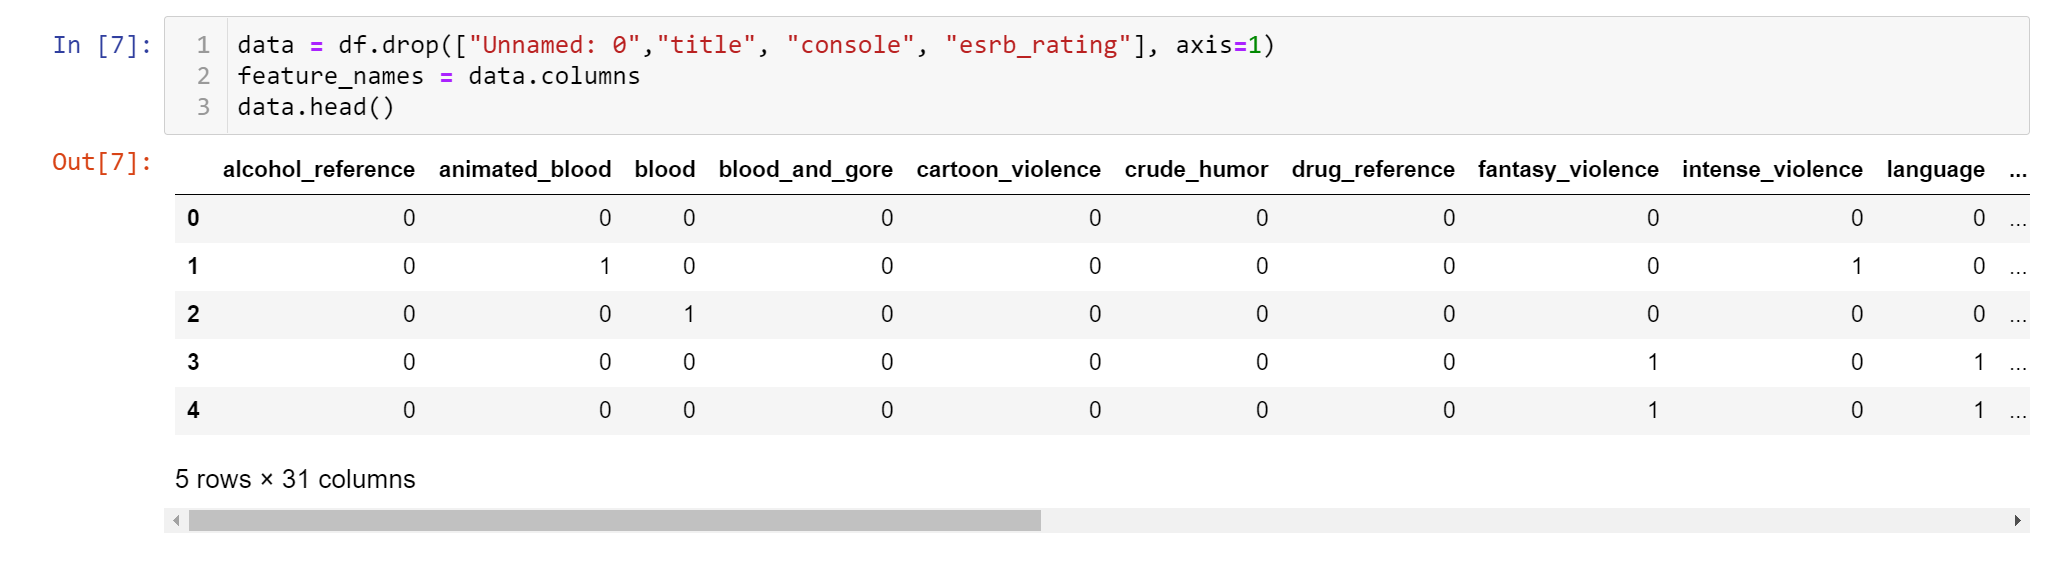 In [7]:
1 data = df.drop(["Unnamed: 0","title", "console", "esrb_rating"], axis=1)
2 feature_names = data.columns
3 data.head()
Out[7]:
alcohol_reference animated_blood blood blood_and_gore cartoon_violence crude_humor drug_reference fantasy_violence intense_violence language ...
0 0 0 0 0 0 0 0 0 0 0 ...
1 0 1 0 0 0 0 0 0 1 0 ...
2 0 0 1 0 0 0 0 0 0 0 ...
3 0 0 0 0 0 0 0 1 0 1 ...
4 0 0 0 0 0 0 0 1 0 1 ...
5 rows × 31 columns